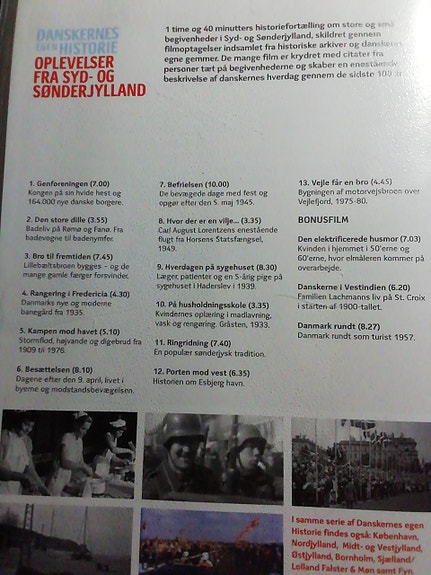 DANSKERNES
EGEN HISTORIE
OPLEVELSER
FRA SYD- OG
SØNDERJYLLAND
1 time og 40 minutters historiefortælling om store og små
begivenheder i Syd- og Sønderjylland, skildret gennem
filmoptagelser indsamlet fra historiske arkiver og danskeres
egne gemmer. De mange film er krydret med citater fra
personer tæt på begivenhederne og skaber en enestående
beskrivelse af danskernes hverdag gennem de sidste 100 år.
1. Genforeningen (7.00)
Kongen på sin hvide hest og
164.000 nye danske borgere.
2. Den store dille (3.55)
Badeliv på Rømø og Fanø. Fra
badevogne til badenymfer.
3. Bro til fremtiden (7.45)
Lillebæltsbroen bygges - og de
mange gamle færger forsvinder.
4. Rangering i Fredericia (4.30)
Danmarks nye og moderne
banegård fra 1935.
5. Kampen mod havet (5.10)
Stormflod, højvande og digebrud fra
1909 til 1976.
6. Besættelsen (8.10)
Dagene efter den 9. april, livet i
byerne og modstandsbevægelsen.
7. Befrielsen (10.00)
De bevægede dage med fest og
opgør efter den 5. maj 1945.
8. Hvor der er en vilje... (3.35)
Carl August Lorentzens enestående
flugt fra Horsens Statsfængsel,
1949.
9. Hverdagen på sygehuset (8.30)
Læger, patienter og en 5-årig pige på
sygehuset i Haderslev i 1939.
10. På husholdningsskole (3.35)
Kvindernes oplæring i madlavning,
vask og rengøring. Gråsten, 1933.
11. Ringridning (7.40)
En populær sønderjysk tradition.
12. Porten mod vest (6.35)
Historien om Esbjerg havn.
13. Vejle får en bro (4.45)
Bygningen af motorvejsbroen over
Vejlefjord, 1975-80.
BONUSFILM
Den elektrificerede husmor (7.03)
Kvinden i hjemmet i 50'erne og
60'erne, hvor elmåleren kommer på
overarbejde.
Danskerne i Vestindien (6.20)
Familien Lachmanns liv på St. Croix
i starten af 1900-tallet.
Danmark rundt (8.27)
Danmark rundt som turist 1957.
I samme serie af Danskernes egen
Historie findes også: København,
Nordjylland, Midt- og Vestjylland,
Østjylland, Bornholm, Sjælland/
Lolland Falster & Møn samt Fyn.